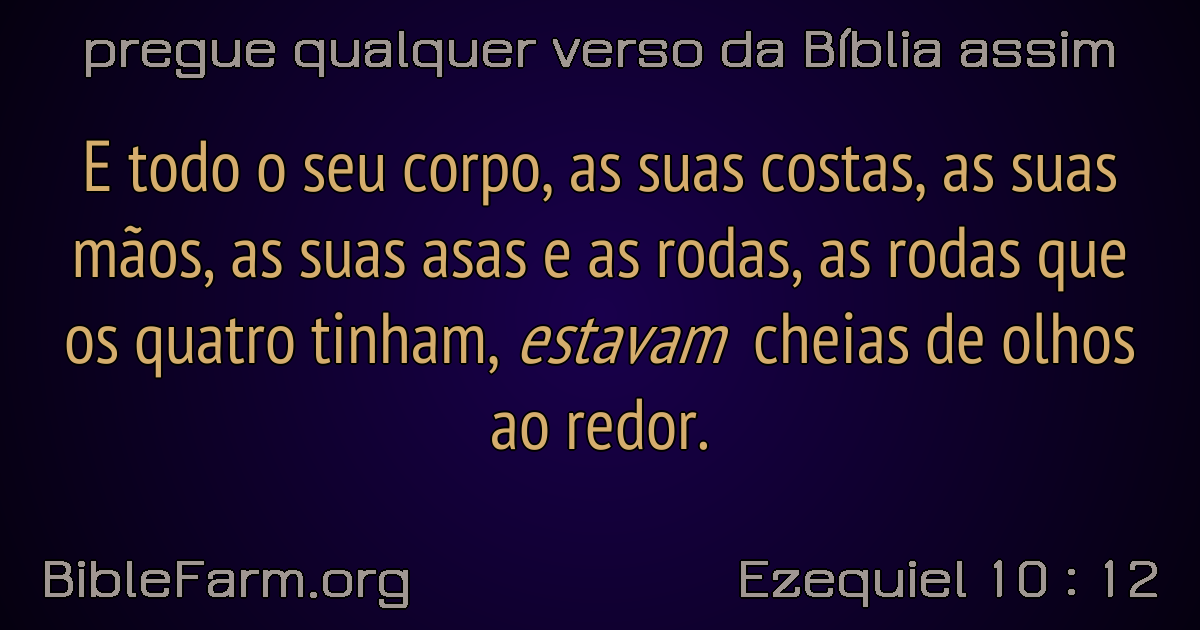 pregue qualquer verso da Bíblia assim
E todo o seu corpo, as suas costas, as suas
mãos, as suas asas e as rodas, as rodas que
os quatro tinham, estavam cheias de olhos
ao redor.
BibleFarm.org
Ezequiel 10 : 12